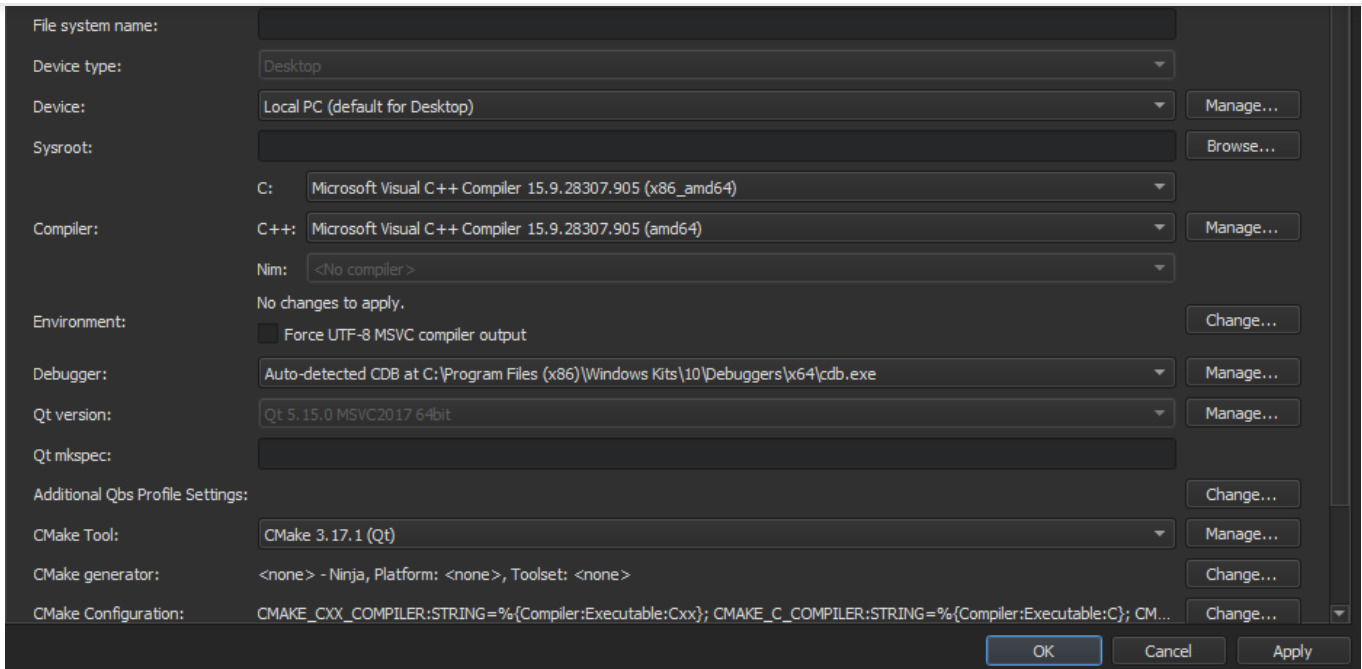 File system name:
Device type: Desktop
Device: Local PC (default for Desktop) Manage...
Sysroot: Browse...
C: Microsoft Visual C++ Compiler 15.9.28307.905 (x86_amd64)
Compiler: C++: Microsoft Visual C++ Compiler 15.9.28307.905 (amd64) Manage...
Nim: <No compiler>
No changes to apply.
Environment: Change...
Force UTF-8 MSVC compiler output
Debugger: Auto-detected CDB at C:\Program Files (x86)\Windows Kits\10\Debuggers\x64\cdb.exe Manage...
Qt version: Qt 5.15.0 MSVC2017 64bit Manage...
Qt mkspec:
Additional Qbs Profile Settings: Change...
CMake Tool: CMake 3.17.1 (Qt) Manage...
CMake generator: <none> - Ninja, Platform: <none>, Toolset: <none> Change...
CMake Configuration: CMAKE_CXX_COMPILER:STRING=%{Compiler:Executable:Cxx}; CMAKE_C_COMPILER:STRING=%{Compiler:Executable:C}; CM... Change...
OK Cancel Apply